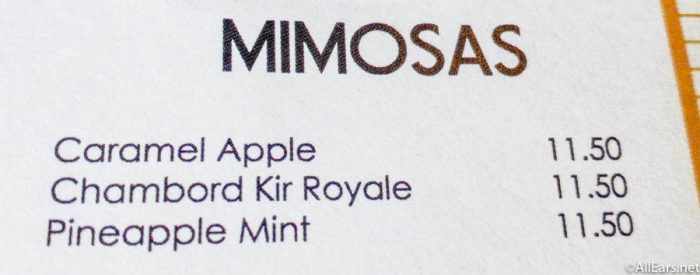 MIMOSAS
Caramel Apple 11.50
Chambord Kir Royale 11.50
Pineapple Mint 11.50
©AllEars.net